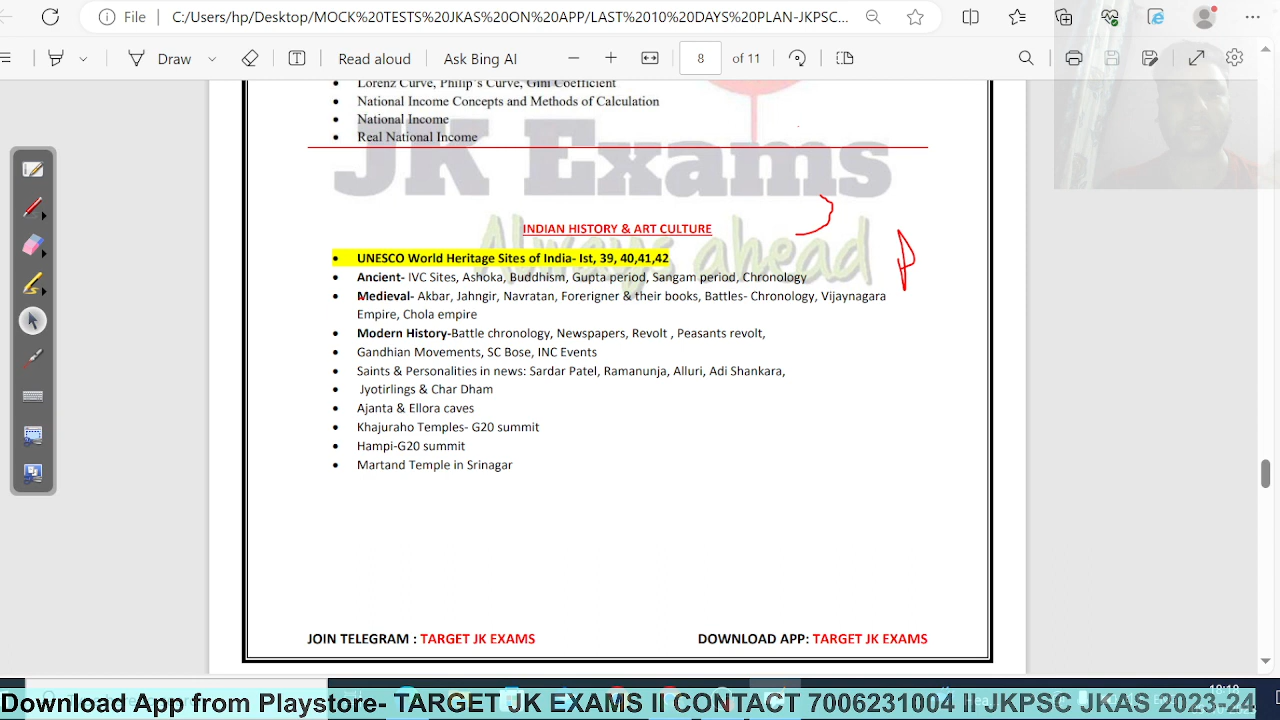 File
C:/Users/hp/Desktop/MOCK%20TESTS%20JKAS%20ON%20APP/LAST%2010%20DAYS%20PLAN-JKPSC...
Draw
Read aloud
Ask Bing AI
8
of 11
Lorenz Curve, Philip's Curve, Gini Coefficient
• National Income Concepts and Methods of Calculation
• National Income
• Real National Income
JK Exams
Always ahead
INDIAN HISTORY & ART CULTURE
P
• UNESCO World Heritage Sites of India- Ist, 39, 40,41,42
• Ancient- IVC Sites, Ashoka, Buddhism, Gupta period, Sangam period, Chronology
• Medieval- Akbar, Jahngir, Navratan, Forerigner & their books, Battles- Chronology, Vijaynagara
Empire, Chola empire
• Modern History-Battle chronology, Newspapers, Revolt , Peasants revolt,
• Gandhian Movements, SC Bose, INC Events
• Saints & Personalities in news: Sardar Patel, Ramanunja, Alluri, Adi Shankara,
• Jyotirlings & Char Dham
• Ajanta & Ellora caves
• Khajuraho Temples- G20 summit
• Hampi-G20 summit
• Martand Temple in Srinagar
JOIN TELEGRAM : TARGET JK EXAMS
DOWNLOAD APP: TARGET JK EXAMS
Download App from Playstore- TARGET JK EXAMS II CONTACT 7006231004 II JKPSC JKAS 2023-24